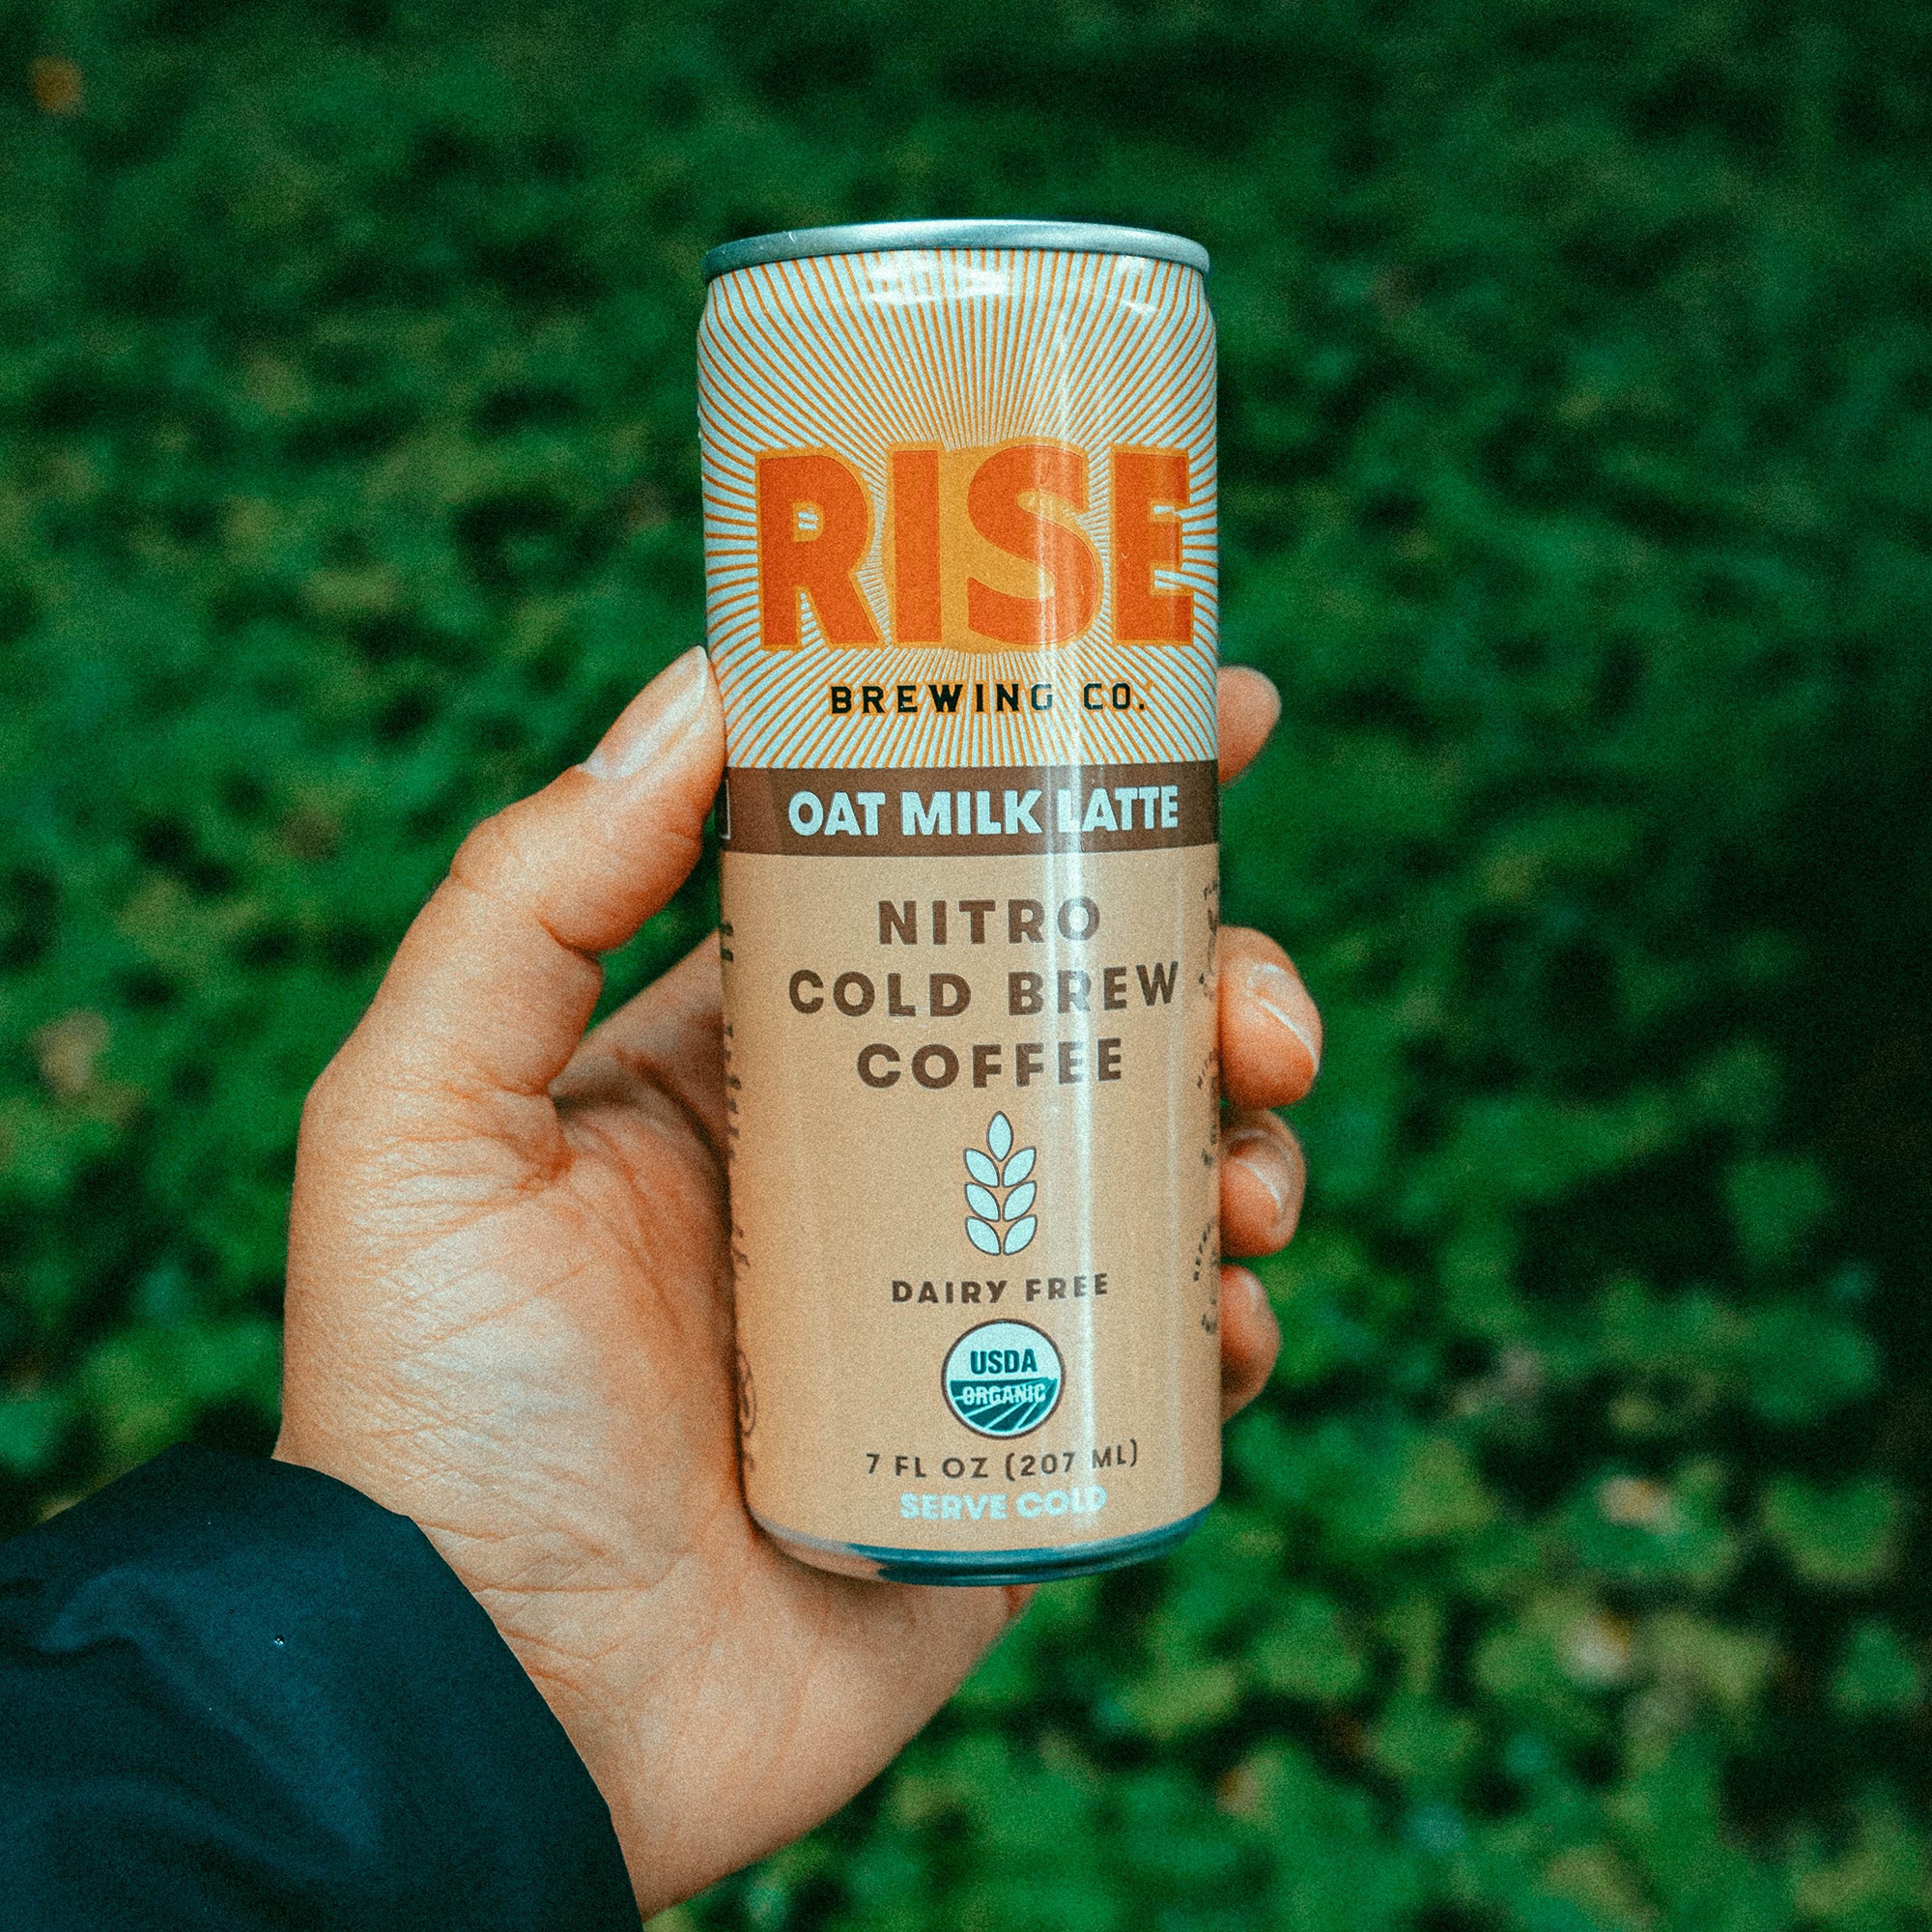 RISE
BREWING CO.
OAT MILK LATTE
NITRO
COLD BREW
COFFEE
DAIRY FREE
USDA
ORGANIC
7 FL OZ (207 ML)
SERVE COLD